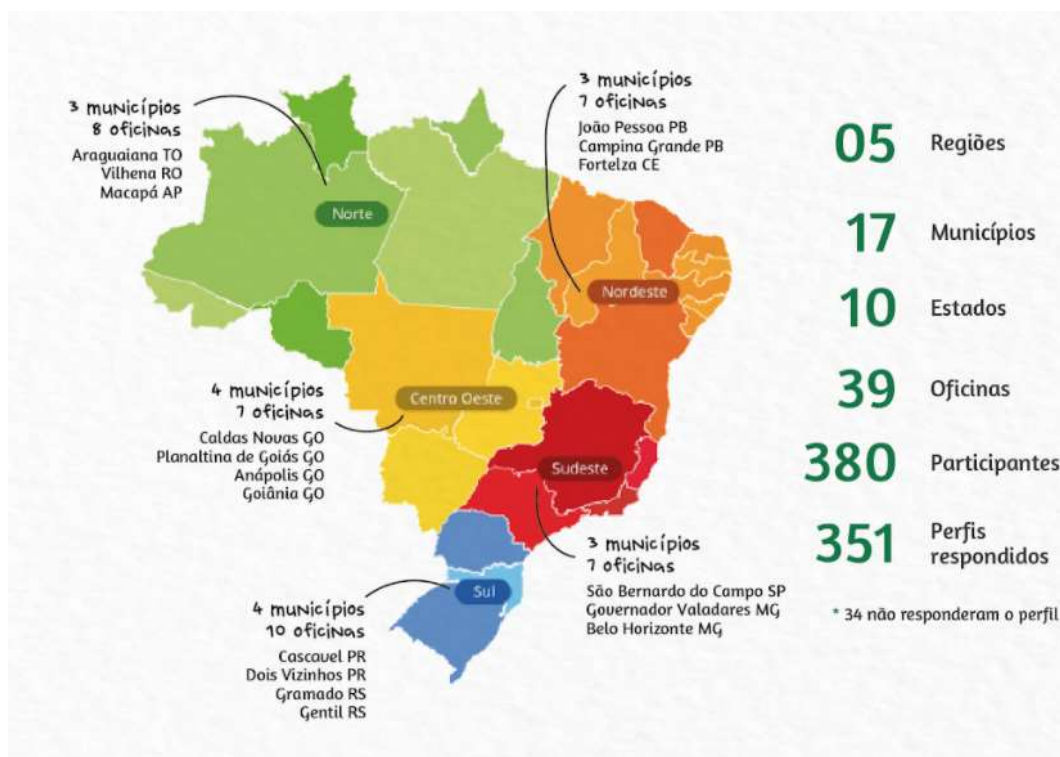 3 municípios
8 oficinas
Araguaiana TO
Vilhena RO
Macapá AP
Norte
3 municípios
7 oficinas
João Pessoa PB
Campina Grande PB
Fortelza CE
Nordeste
4 municípios
7 oficinas
Caldas Novas GO
Planaltina de Goiás GO
Anápolis GO
Goiânia GO
Centro Oeste
Sudeste
3 municípios
7 oficinas
São Bernardo do Campo SP
Governador Valadares MG
Belo Horizonte MG
Sul
4 municípios
10 oficinas
Cascavel PR
Dois Vizinhos PR
Gramado RS
Gentil RS
05 Regiões
17 Municípios
10 Estados
39 Oficinas
380 Participantes
351 Perfis
respondidos
* 34 não responderam o perfil